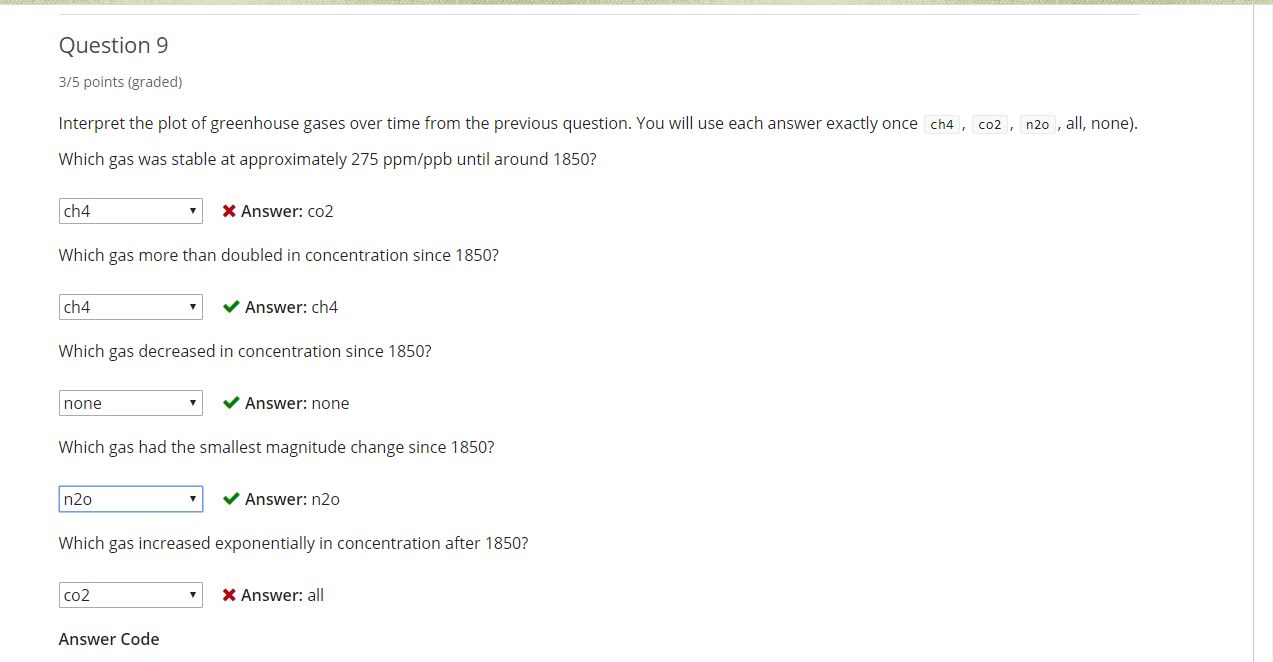 Question 9
3/5 points (graded)
Interpret the plot of greenhouse gases over time from the previous question. You will use each answer exactly once ch4 , co2 , n2o , all, none).
Which gas was stable at approximately 275 ppm/ppb until around 1850?
ch4 Answer: co2
Which gas more than doubled in concentration since 1850?
ch4 Answer: ch4
Which gas decreased in concentration since 1850?
none Answer: none
Which gas had the smallest magnitude change since 1850?
n2o Answer: n2o
Which gas increased exponentially in concentration after 1850?
co2 Answer: all
Answer Code